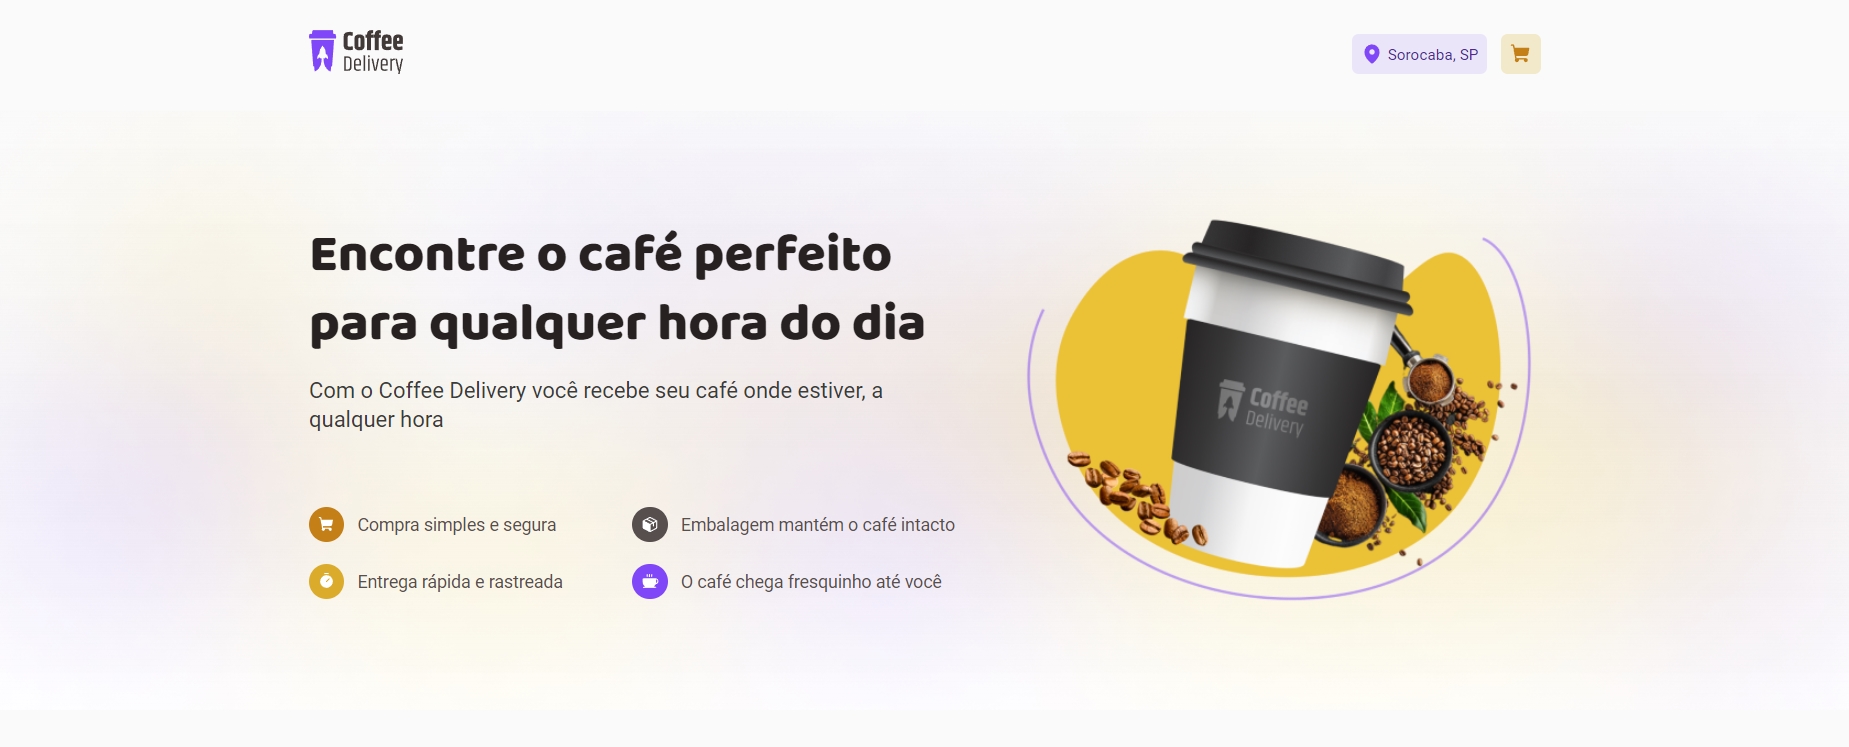 Coffee
Delivery
Sorocaba, SP
Encontre o café perfeito
para qualquer hora do dia
Com o Coffee Delivery você recebe seu café onde estiver, a
qualquer hora
Compra simples e segura
Embalagem mantém o café intacto
Entrega rápida e rastreada
O café chega fresquinho até você
Coffee
Delivery